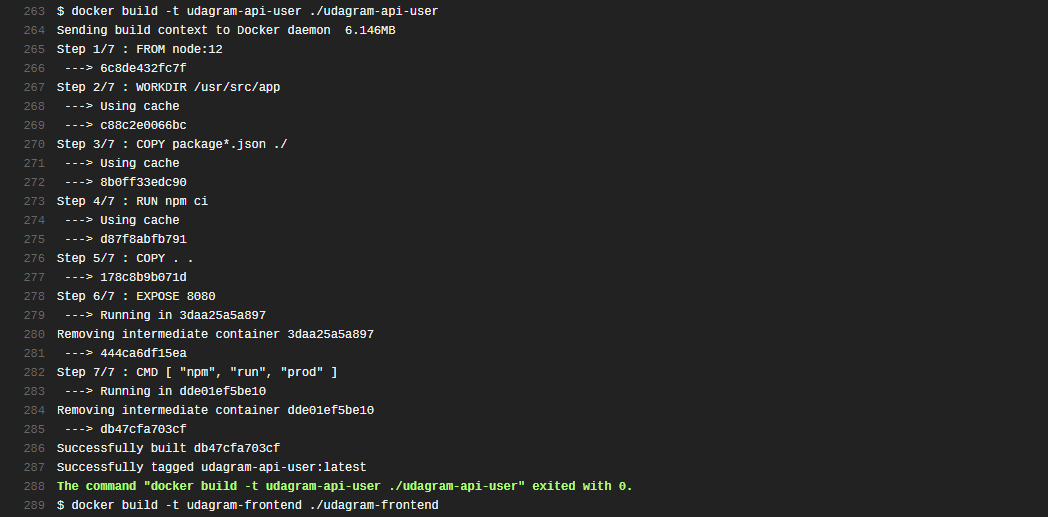 263 $ docker build -t udagram-api-user ./udagram-api-user
264 Sending build context to Docker daemon  6.146MB
265 Step 1/7 : FROM node:12
266  ---> 6c8de432fc7f
267 Step 2/7 : WORKDIR /usr/src/app
268  ---> Using cache
269  ---> c88c2e0066bc
270 Step 3/7 : COPY package*.json ./
271  ---> Using cache
272  ---> 8b0ff33edc90
273 Step 4/7 : RUN npm ci
274  ---> Using cache
275  ---> d87f8abfb791
276 Step 5/7 : COPY . .
277  ---> 178c8b9b071d
278 Step 6/7 : EXPOSE 8080
279  ---> Running in 3daa25a5a897
280 Removing intermediate container 3daa25a5a897
281  ---> 444ca6df15ea
282 Step 7/7 : CMD [ "npm", "run", "prod" ]
283  ---> Running in dde01ef5be10
284 Removing intermediate container dde01ef5be10
285  ---> db47cfa703cf
286 Successfully built db47cfa703cf
287 Successfully tagged udagram-api-user:latest
288 The command "docker build -t udagram-api-user ./udagram-api-user" exited with 0.
289 $ docker build -t udagram-frontend ./udagram-frontend